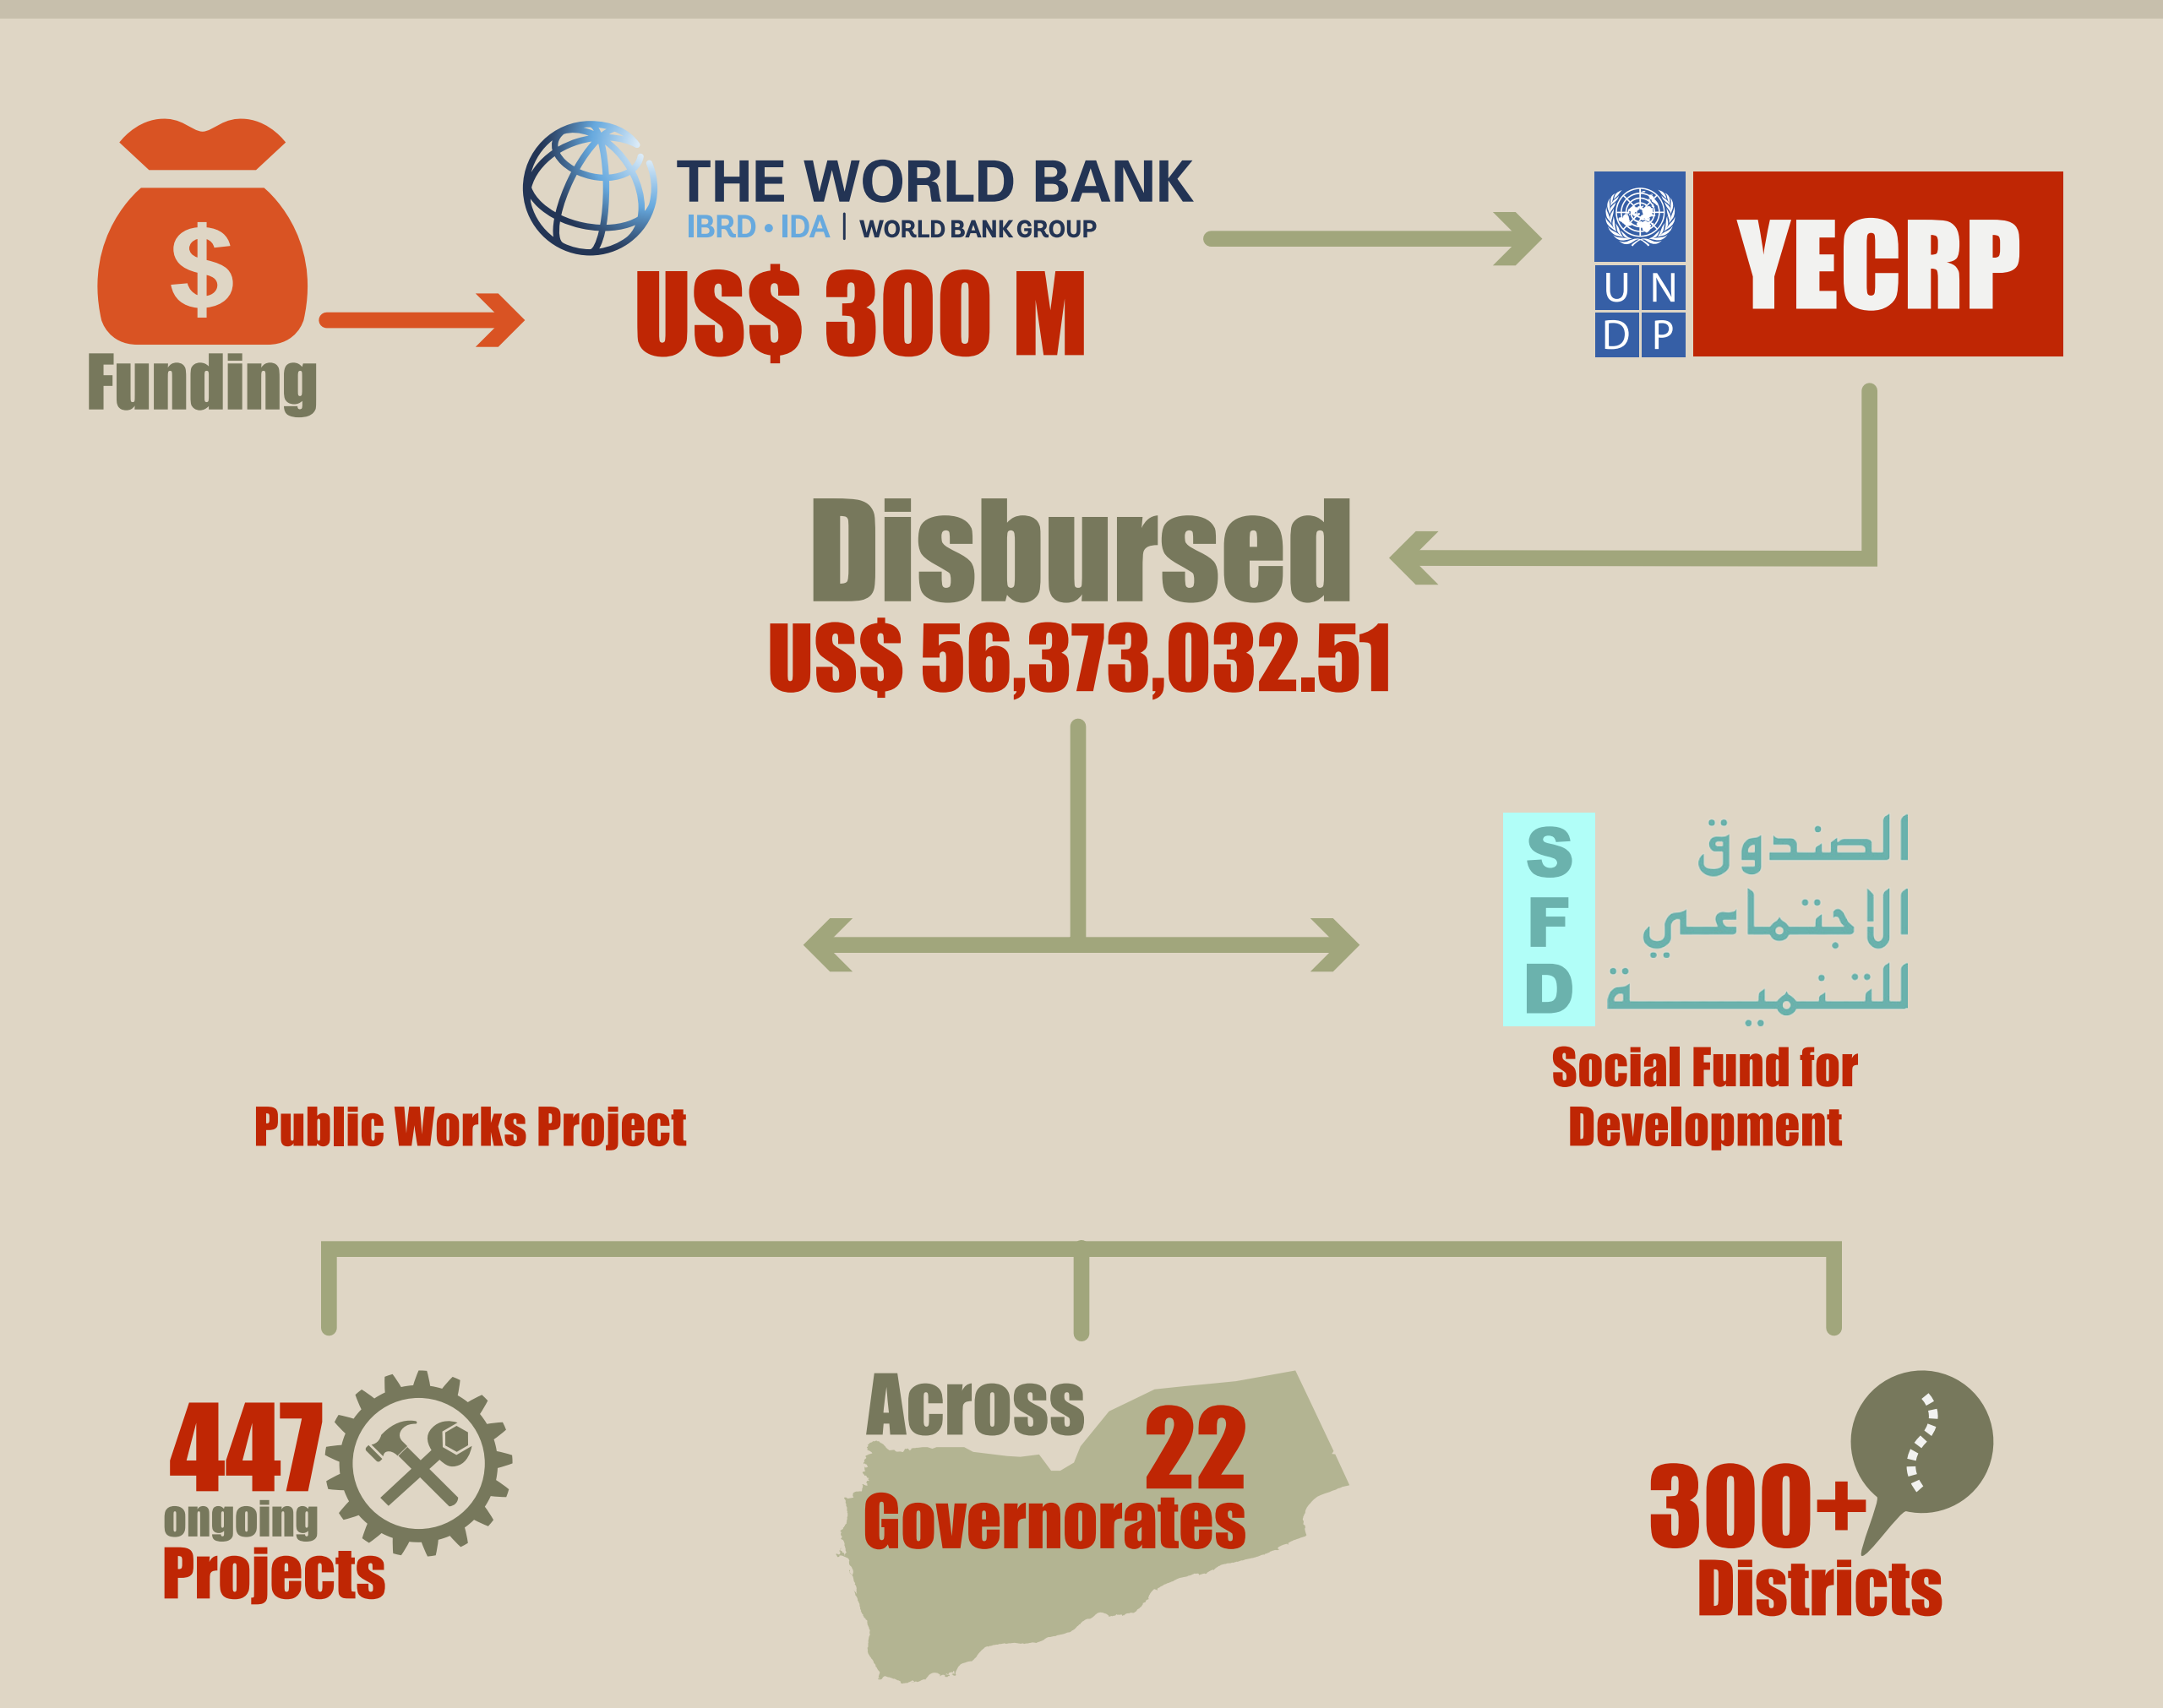 $
Funding
THE WORLD BANK
IBRD • IDA | WORLD BANK GROUP
US$ 300 M
U N
D P
YECRP
Disbursed
US$ 56,373,032.51
S
F
D
الصندوق
الاجتماعي
للتنميـــــة
Social Fund for
Development
Public Works Project
447
ongoing
Projects
Across
22
Governorates
300+
Districts